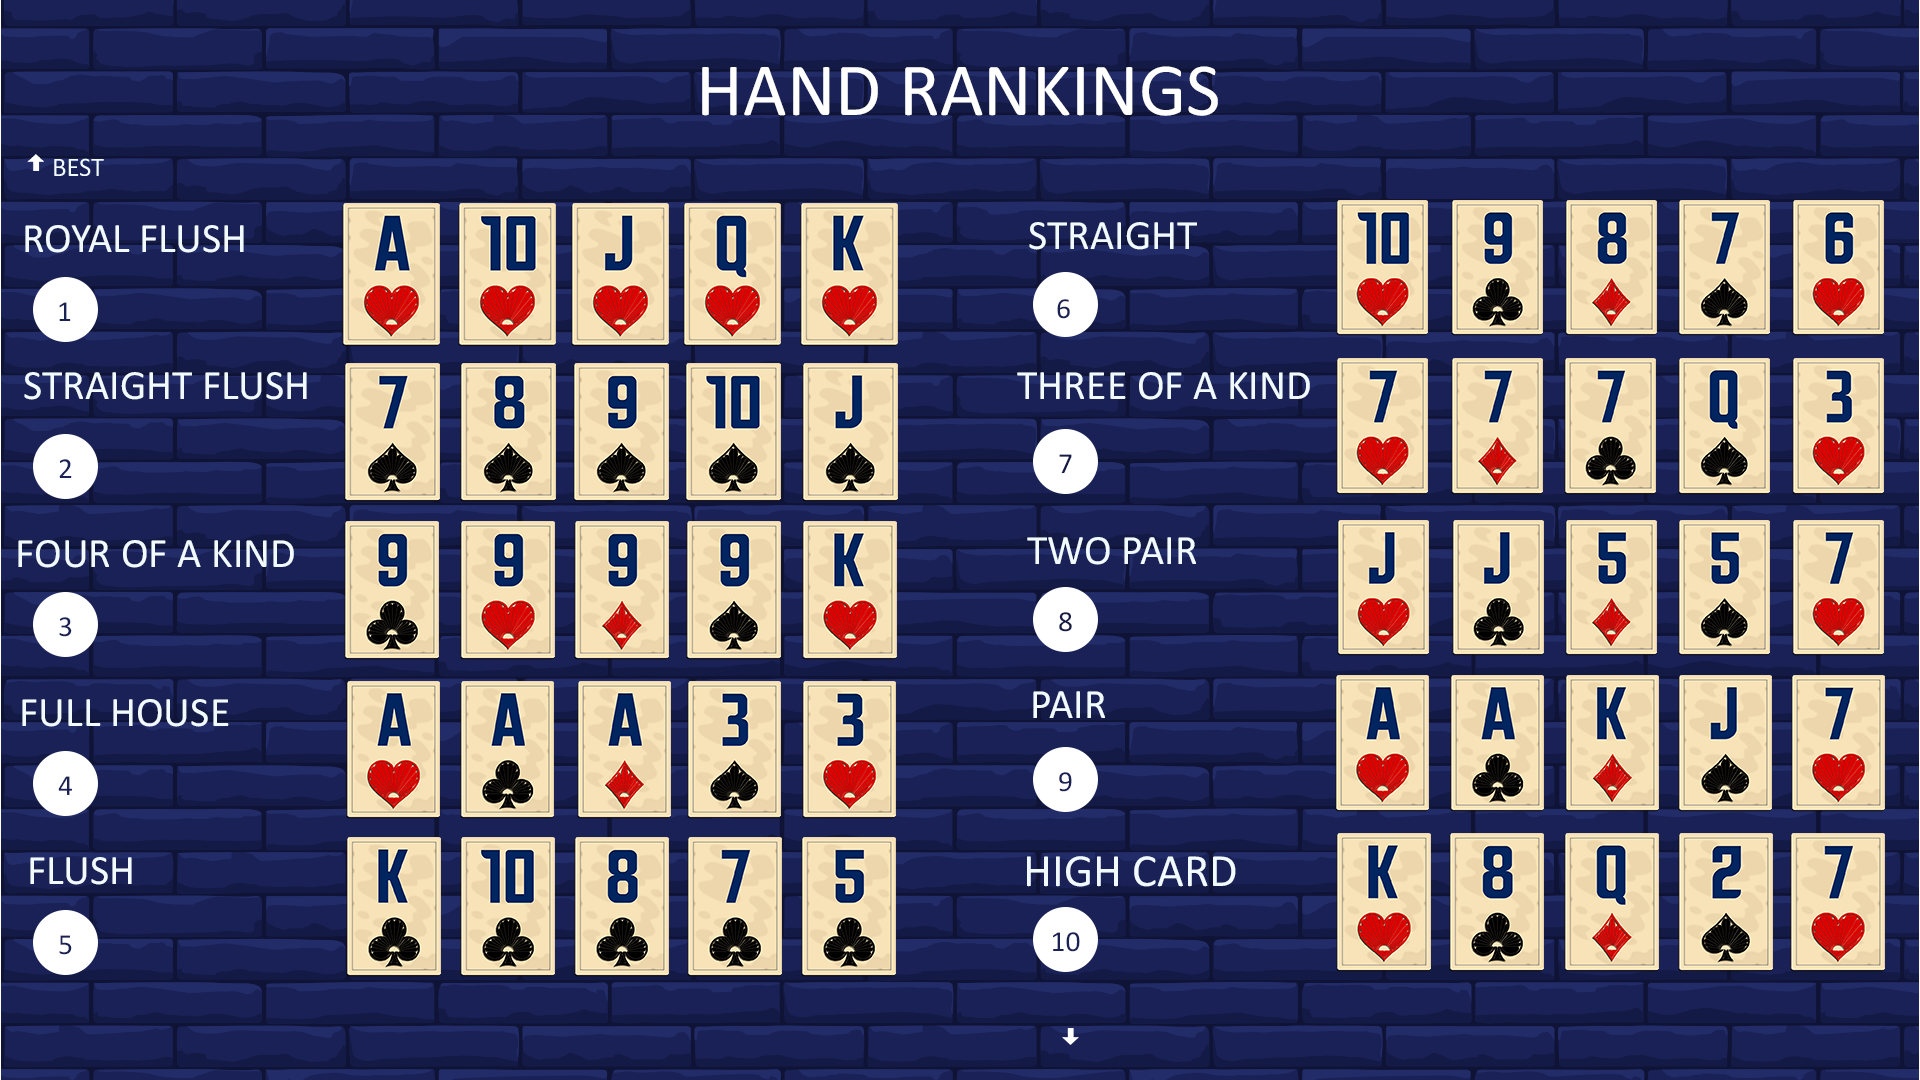 HAND RANKINGS
BEST
ROYAL FLUSH
1
A 10 J Q K
STRAIGHT FLUSH
2
7 8 9 10 J
FOUR OF A KIND
3
9 9 9 9 K
FULL HOUSE
4
A A A 3 3
FLUSH
5
K 10 8 7 5
STRAIGHT
6
10 9 8 7 6
THREE OF A KIND
7
7 7 7 Q 3
TWO PAIR
8
J J 5 5 7
PAIR
9
A A K J 7
HIGH CARD
10
K 8 Q 2 7